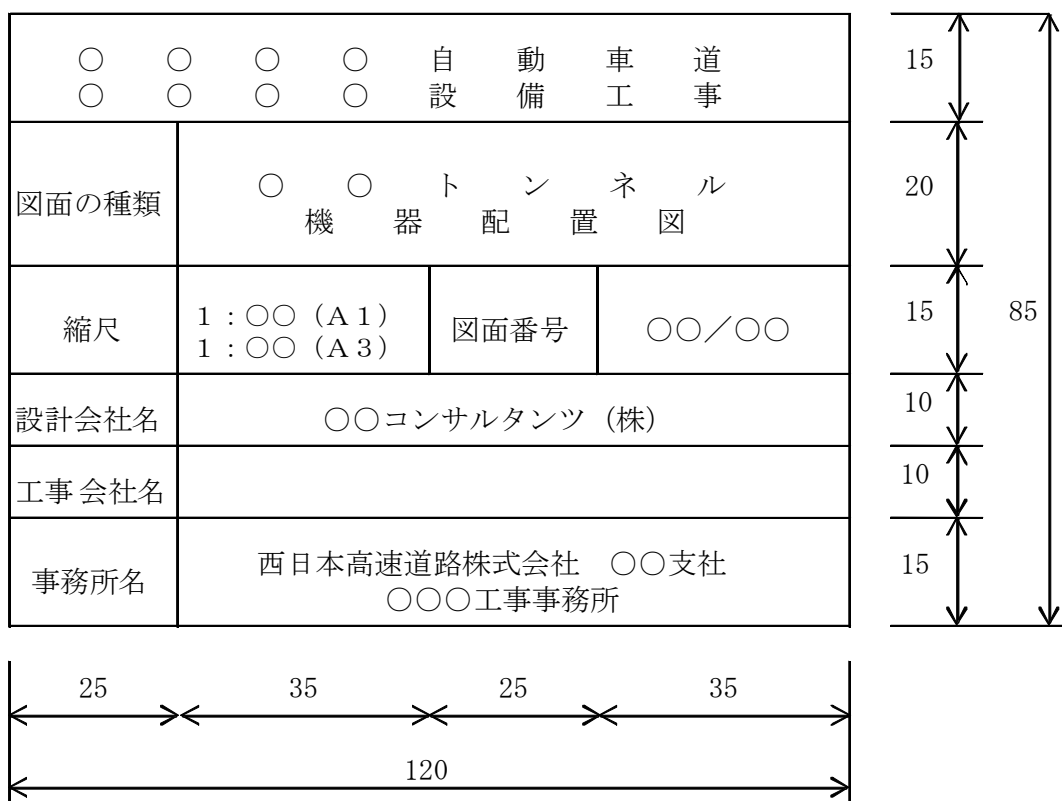 ○ ○ ○ ○ 自 動 車 道
○ ○ ○ ○ 設 備 工 事
15
図面の種類
○ ○ ト ン ネ ル
機 器 配 置 図
20
縮尺
1：○○（A1）
1：○○（A3）
図面番号
○○／○○
15
85
設計会社名
○○コンサルタンツ（株）
10
工事会社名
10
事務所名
西日本高速道路株式会社　○○支社
○○○工事事務所
15
25 35 25 35
120